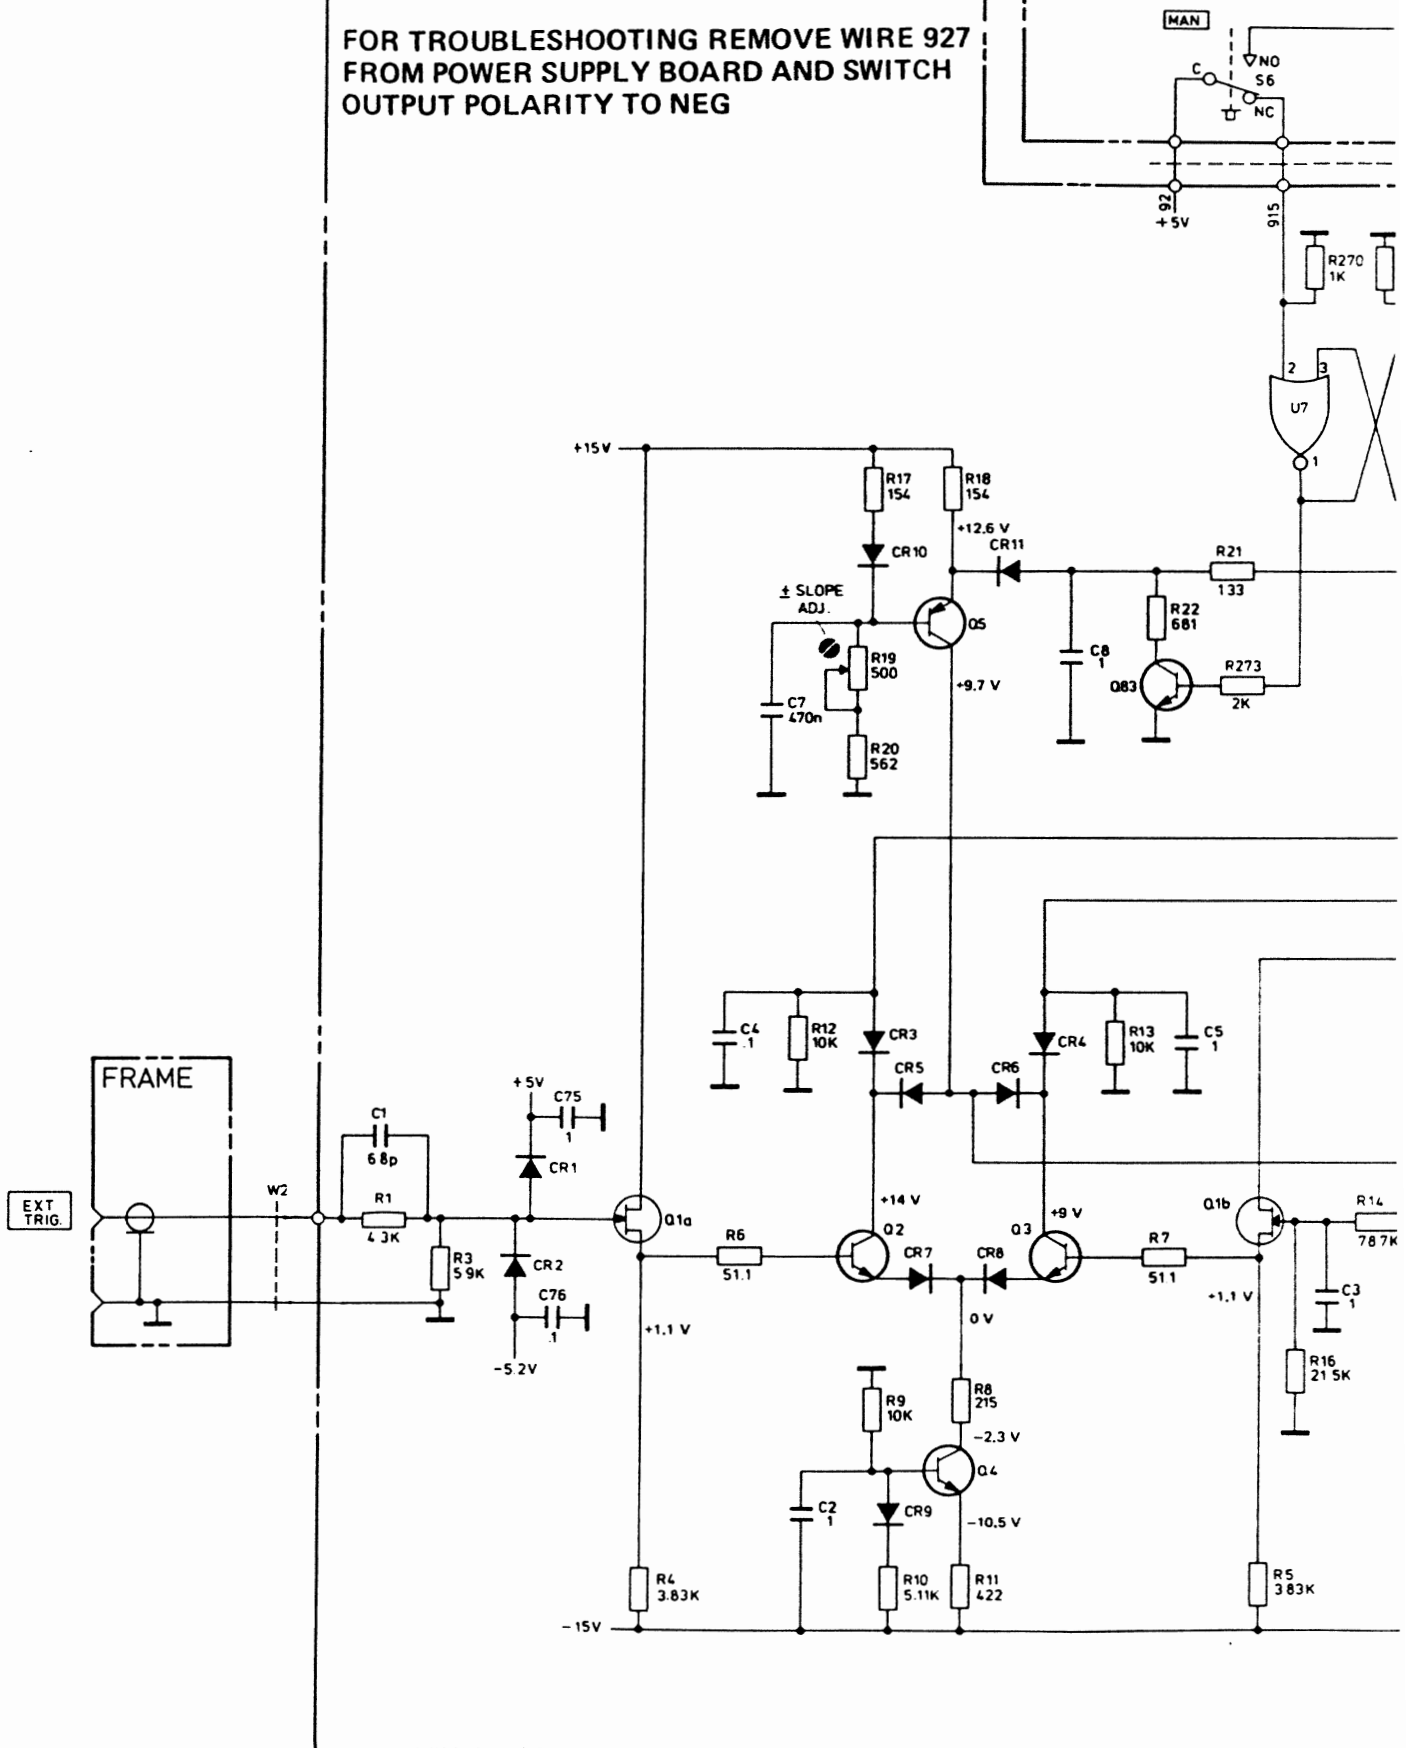 FOR TROUBLESHOOTING REMOVE WIRE 927
FROM POWER SUPPLY BOARD AND SWITCH
OUTPUT POLARITY TO NEG
MAN
NO
C
S6
NC
92
+5V
915
R270
1K
2
3
U7
1
+15V
R17
154
R18
154
+12.6 V
CR11
CR10
R21
133
± SLOPE
ADJ.
Q5
R22
681
R19
500
C8
1
R273
2K
Q83
+9.7 V
C7
470n
R20
562
C4
.1
R12
10K
CR3
CR4
R13
10K
C5
1
CR5
CR6
FRAME
+5V
C75
1
C1
68p
CR1
W2
EXT
TRIG.
R1
4.3K
Q1a
+14 V
Q2
+9 V
Q3
Q1b
R14
78.7K
R6
51.1
R7
51.1
R3
5.9K
CR2
CR7
CR8
C76
.1
+1.1 V
0 V
+1.1 V
C3
1
-5.2V
R16
21.5K
R9
10K
R8
215
-2.3 V
Q4
C2
1
CR9
-10.5 V
R4
3.83K
R10
5.11K
R11
422
R5
3.83K
-15V